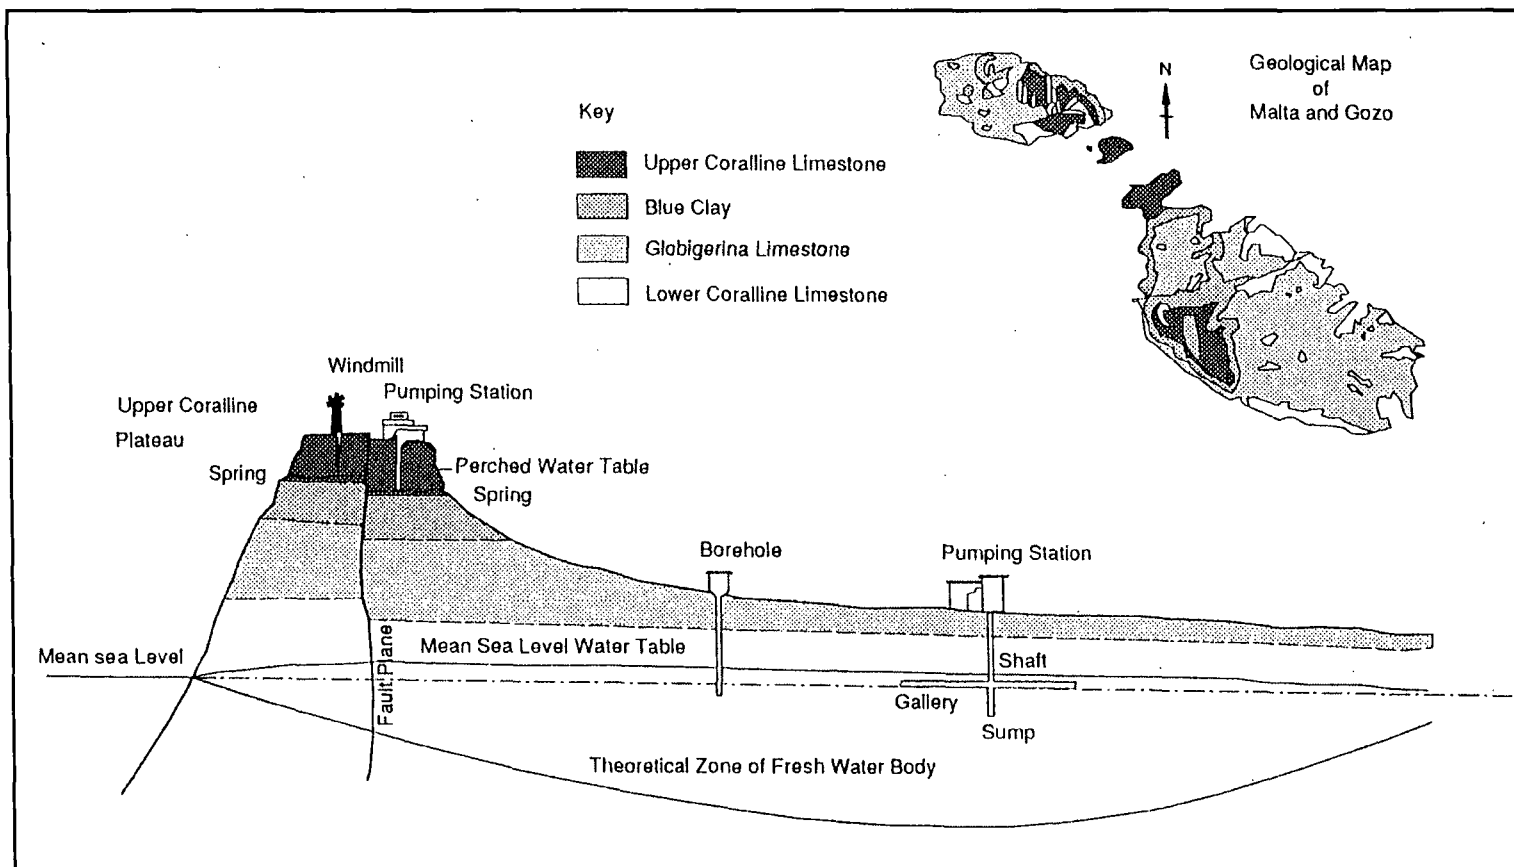 Geological Map
of
Malta and Gozo
N
Key
Upper Coralline Limestone
Blue Clay
Globigerina Limestone
Lower Coralline Limestone
Windmill
Pumping Station
Upper Coralline
Plateau
Spring
Perched Water Table
Spring
Borehole
Pumping Station
Mean sea Level
Fault Plane
Mean Sea Level Water Table
Shaft
Gallery
Sump
Theoretical Zone of Fresh Water Body